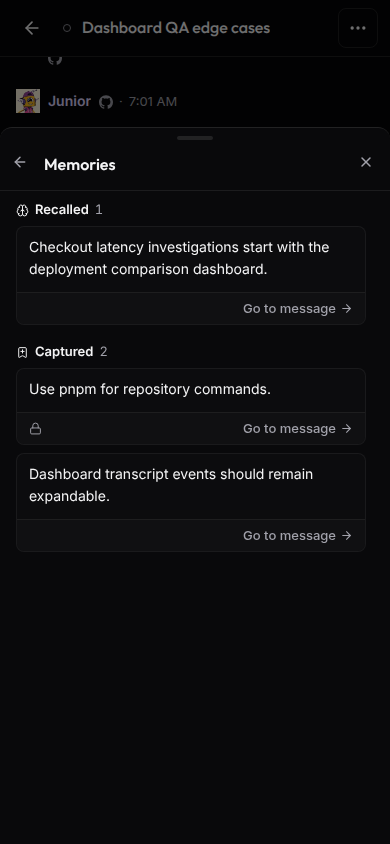 Dashboard QA edge cases
Junior · 7:01 AM
Memories
Recalled 1
Checkout latency investigations start with the
deployment comparison dashboard.
Go to message →
Captured 2
Use pnpm for repository commands.
Go to message →
Dashboard transcript events should remain
expandable.
Go to message →